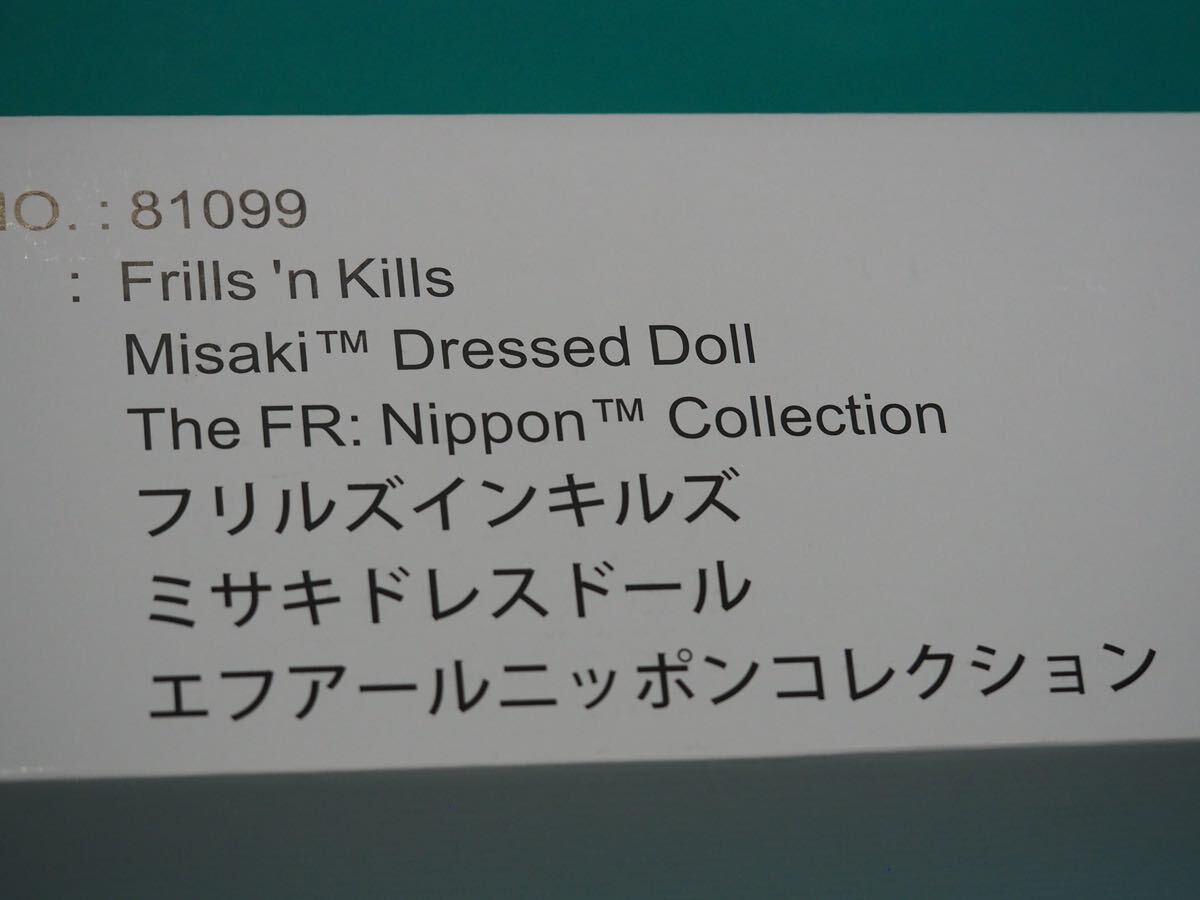 NO. : 81099
: Frills 'n Kills
Misaki™ Dressed Doll
The FR: Nippon™ Collection
フリルズインキルズ
ミサキドレスドール
エフアールニッポンコレクション